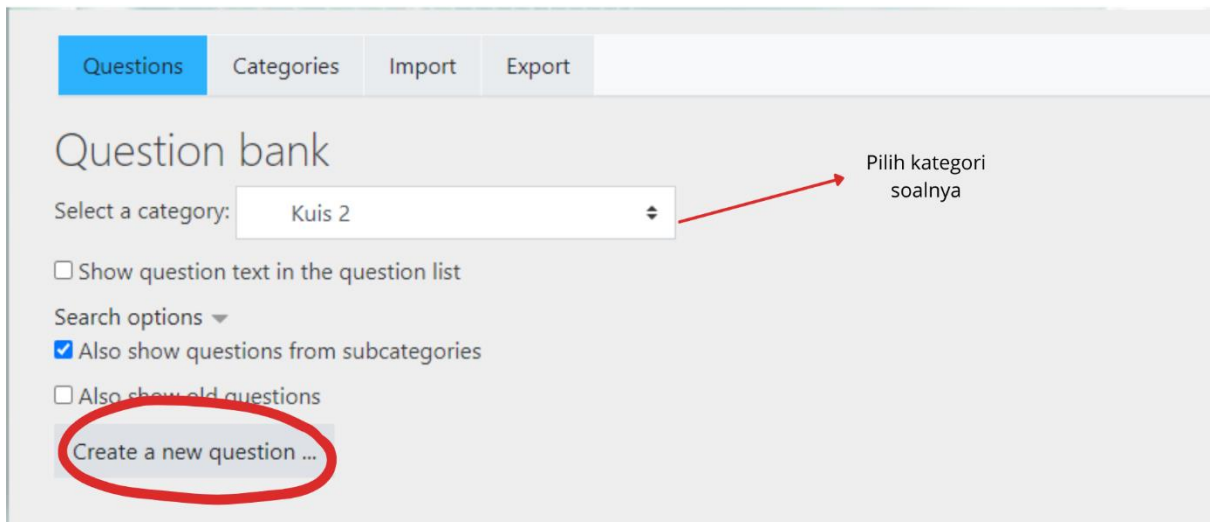 Questions Categories Import Export
Question bank
Select a category: Kuis 2
Pilih kategori
soalnya
Show question text in the question list
Search options
Also show questions from subcategories
Also show old questions
Create a new question ...